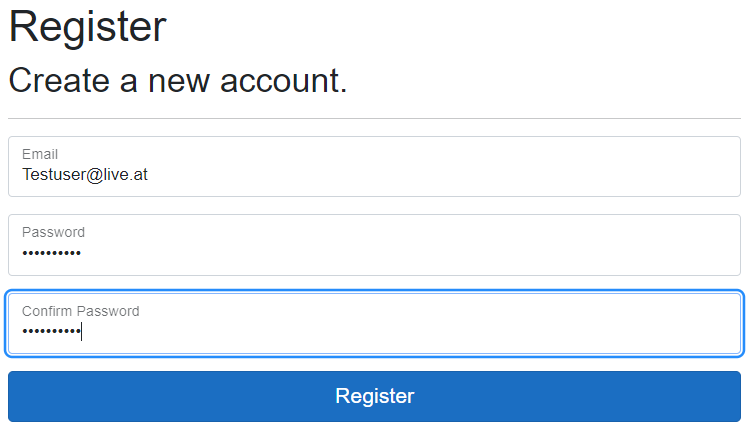 Register
Create a new account.
Email
Testuser@live.at
Password
••••••••••
Confirm Password
••••••••••
Register